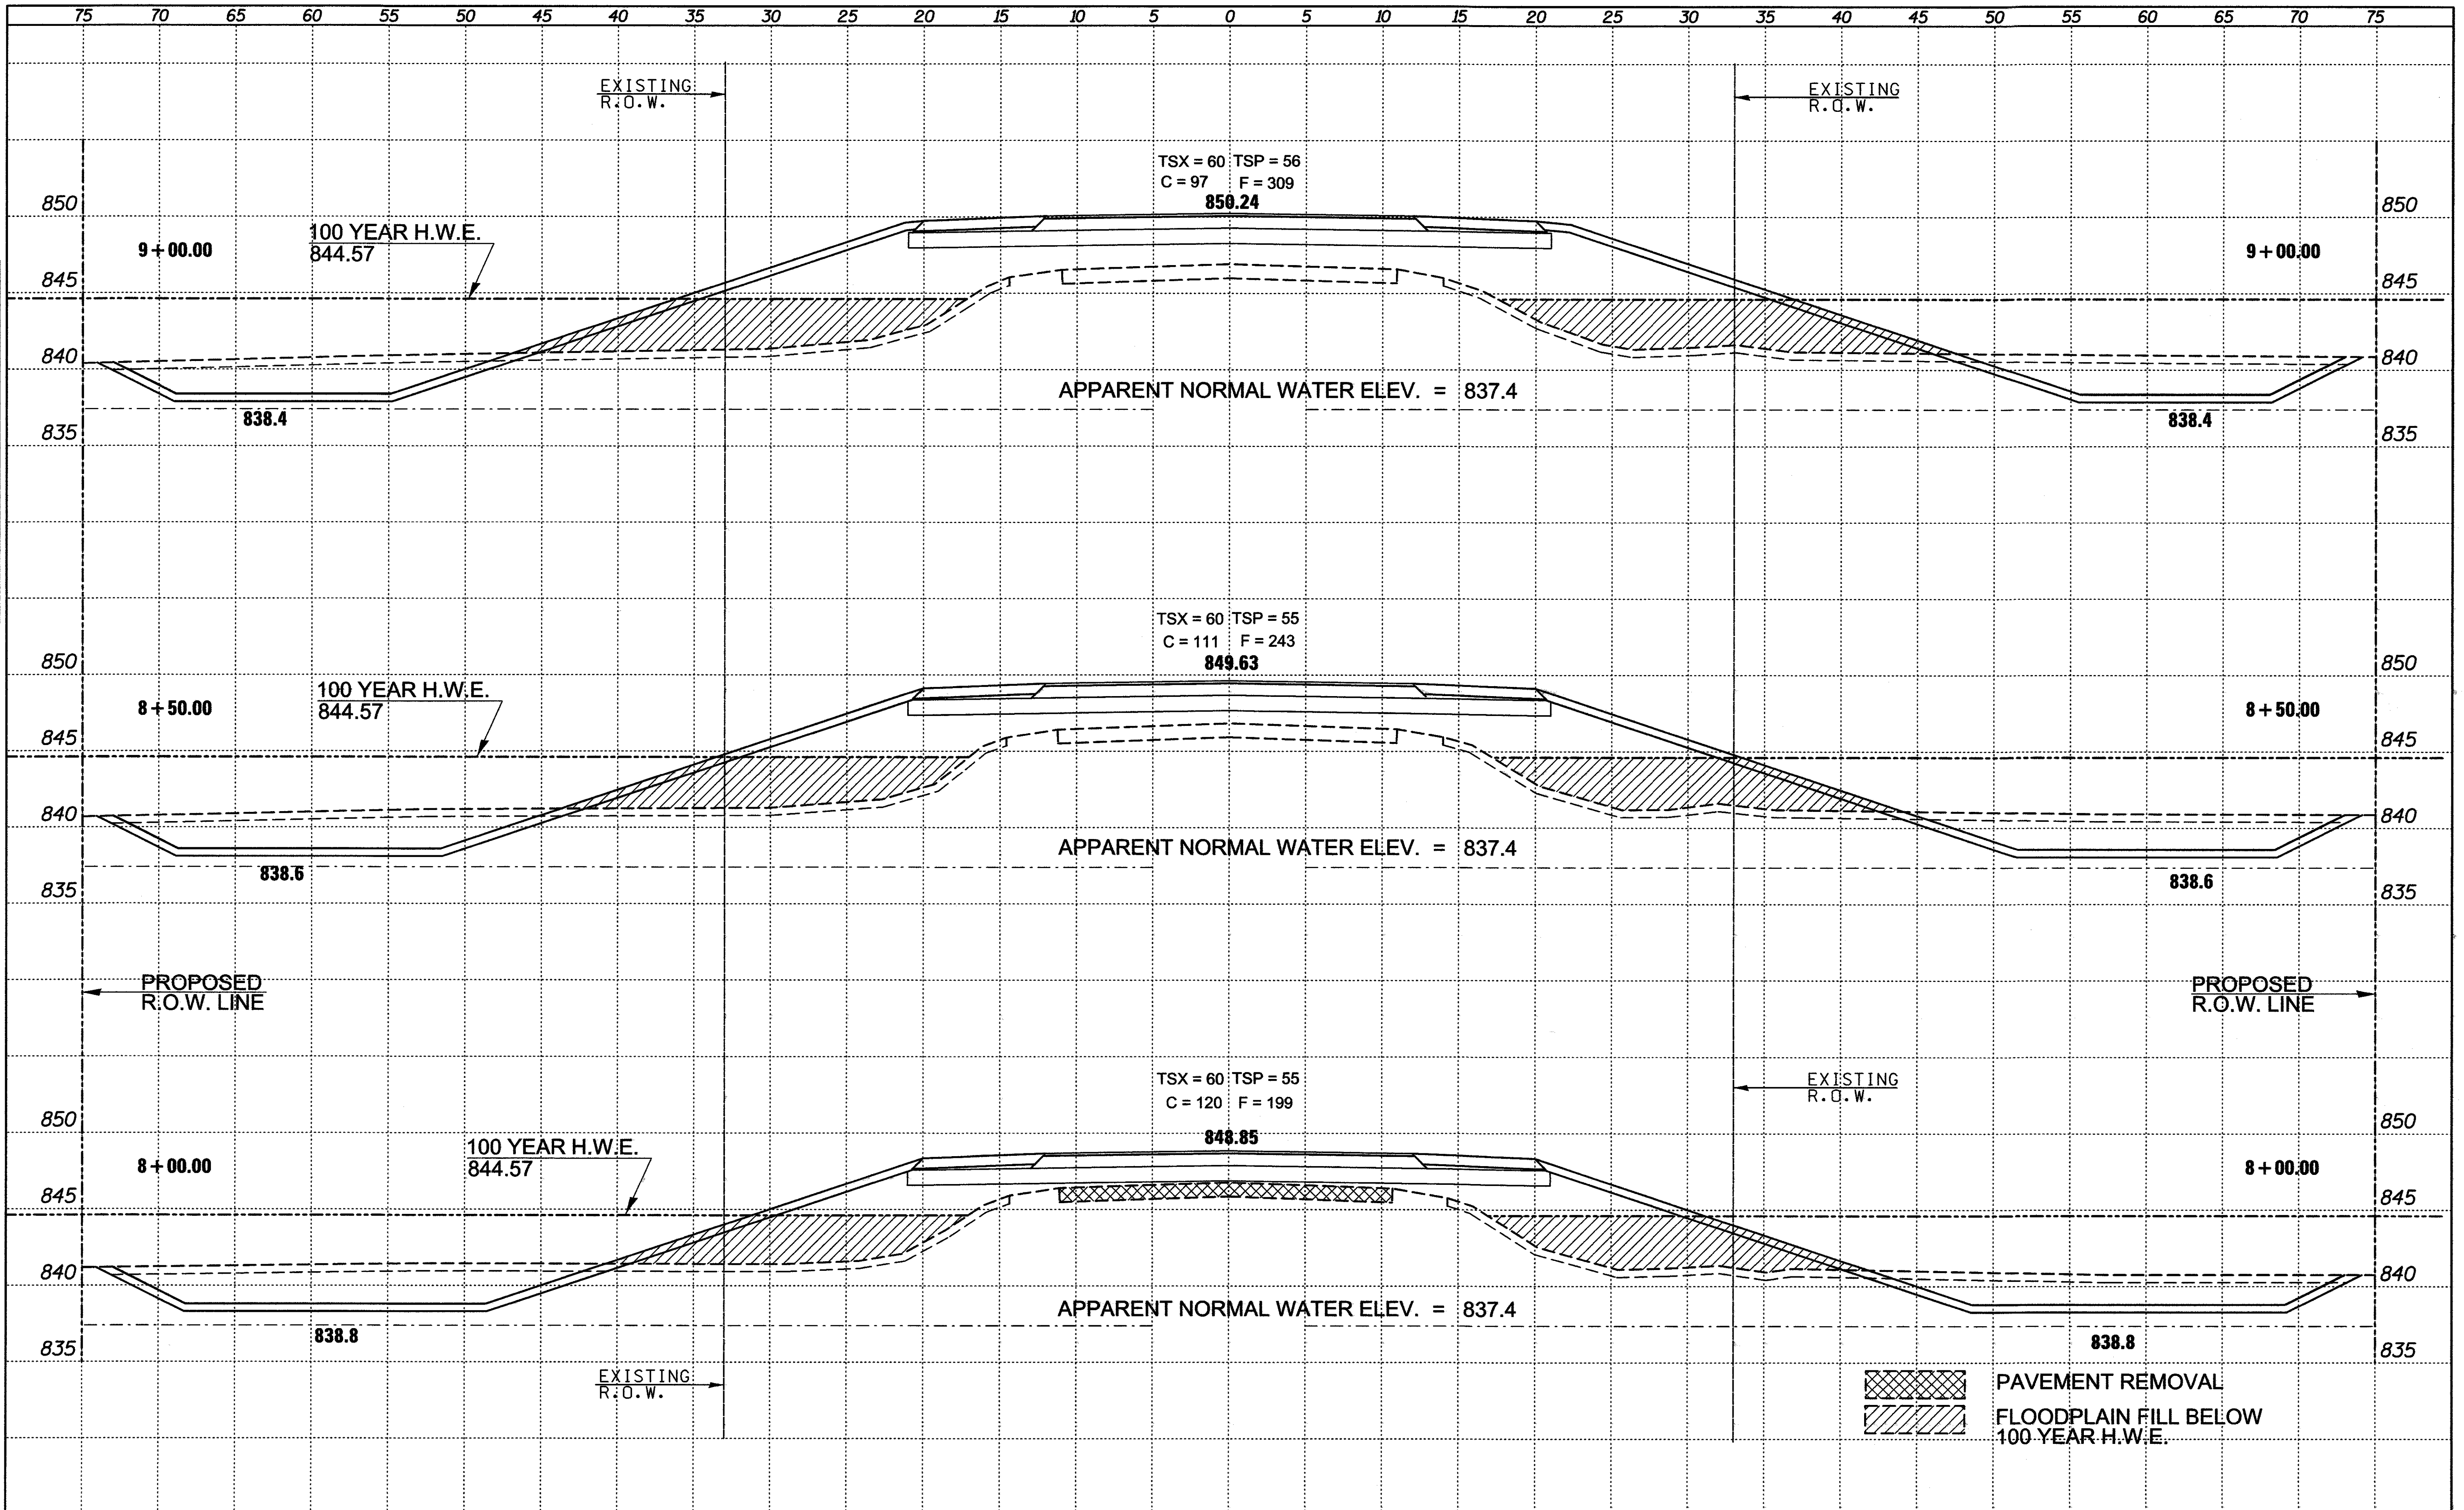 75 70 65 60 55 50 45 40 35 30 25 20 15 10 5 0 5 10 15 20 25 30 35 40 45 50 55 60 65 70 75
EXISTING
R.O.W.
EXISTING
R.O.W.
TSX = 60 TSP = 56
C = 97 F = 309
850.24
850
850
100 YEAR H.W.E.
844.57
9+00.00
9+00.00
845
845
840
840
APPARENT NORMAL WATER ELEV. = 837.4
838.4
838.4
835
835
TSX = 60 TSP = 55
C = 111 F = 243
849.63
850
850
100 YEAR H.W.E.
844.57
8+50.00
8+50.00
845
845
840
840
APPARENT NORMAL WATER ELEV. = 837.4
838.6
838.6
835
835
PROPOSED
R.O.W. LINE
PROPOSED
R.O.W. LINE
TSX = 60 TSP = 55
C = 120 F = 199
848.85
EXISTING
R.O.W.
850
850
100 YEAR H.W.E.
844.57
8+00.00
8+00.00
845
845
840
840
APPARENT NORMAL WATER ELEV. = 837.4
838.8
838.8
835
835
EXISTING
R.O.W.
PAVEMENT REMOVAL
FLOODPLAIN FILL BELOW
100 YEAR H.W.E.